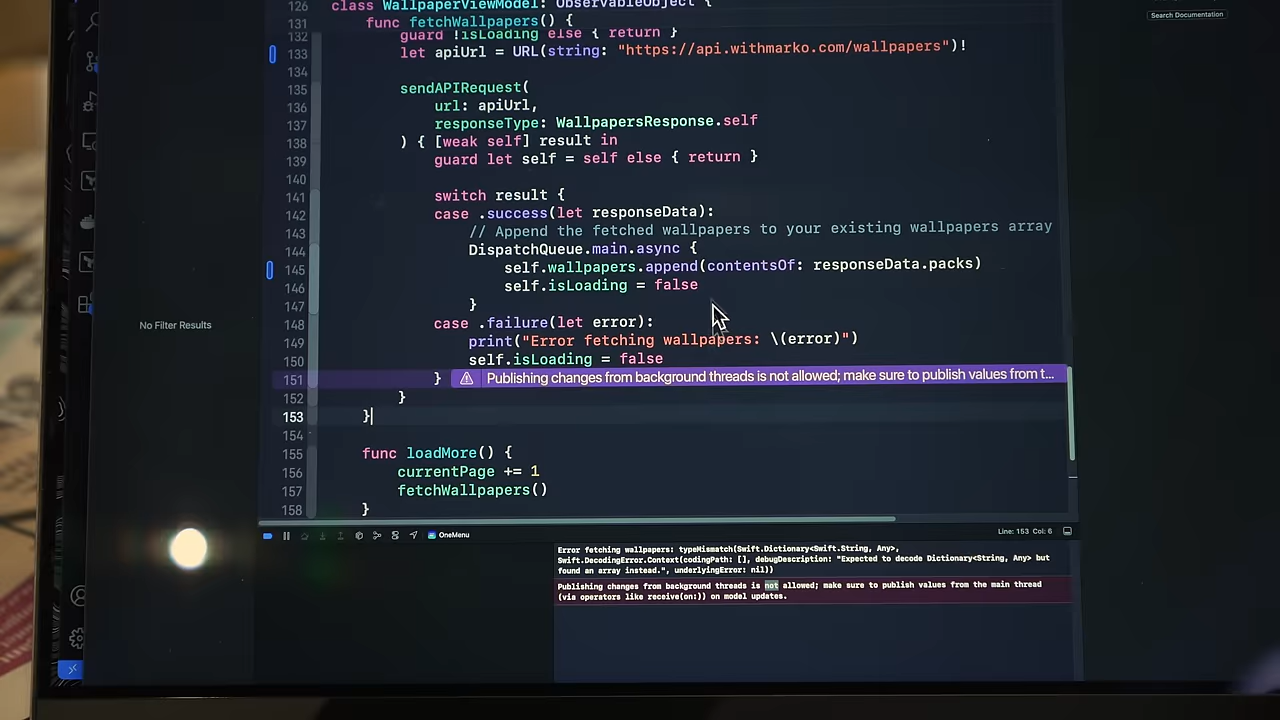 Search Documentation
126 class WallpaperViewModel: ObservableObject {
131 func fetchWallpapers() {
132 guard !isLoading else { return }
133 let apiUrl = URL(string: "https://api.withmarko.com/wallpapers")!
134
135 sendAPIRequest(
136 url: apiUrl,
137 responseType: WallpapersResponse.self
138 ) { [weak self] result in
139 guard let self = self else { return }
140
141 switch result {
142 case .success(let responseData):
143 // Append the fetched wallpapers to your existing wallpapers array
144 DispatchQueue.main.async {
145 self.wallpapers.append(contentsOf: responseData.packs)
146 self.isLoading = false
147 }
148 case .failure(let error):
149 print("Error fetching wallpapers: \(error)")
150 self.isLoading = false
151 } Publishing changes from background threads is not allowed; make sure to publish values from t...
152 }
153 }
154
155 func loadMore() {
156 currentPage += 1
157 fetchWallpapers()
158 }
No Filter Results
OneMenu
Line: 153 Col: 6
Error fetching wallpapers: typeMismatch(Swift.Dictionary<Swift.String, Any>,
Swift.DecodingError.Context(codingPath: [], debugDescription: "Expected to decode Dictionary<String, Any> but
found an array instead.", underlyingError: nil))
Publishing changes from background threads is not allowed; make sure to publish values from the main thread
(via operators like receive(on:)) on model updates.